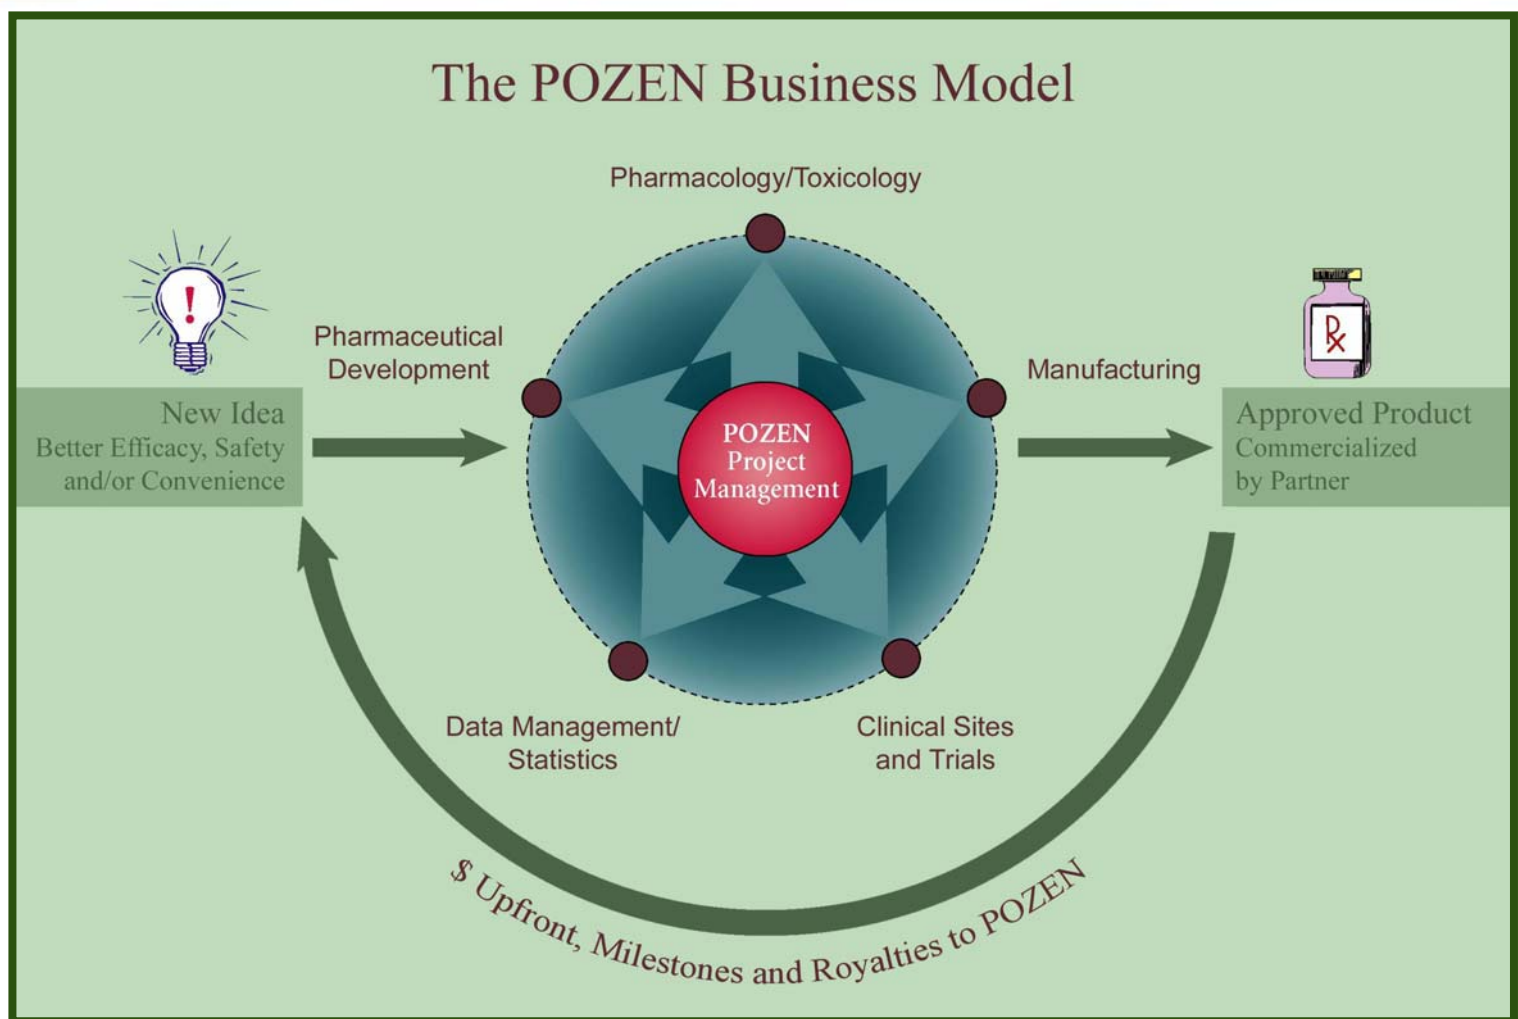 The POZEN Business Model
Pharmacology/Toxicology
!
Pharmaceutical
Development
Manufacturing
Rx
New Idea
Better Efficacy, Safety
and/or Convenience
POZEN
Project
Management
Approved Product
Commercialized
by Partner
Data Management/
Statistics
Clinical Sites
and Trials
$ Upfront, Milestones and Royalties to POZEN